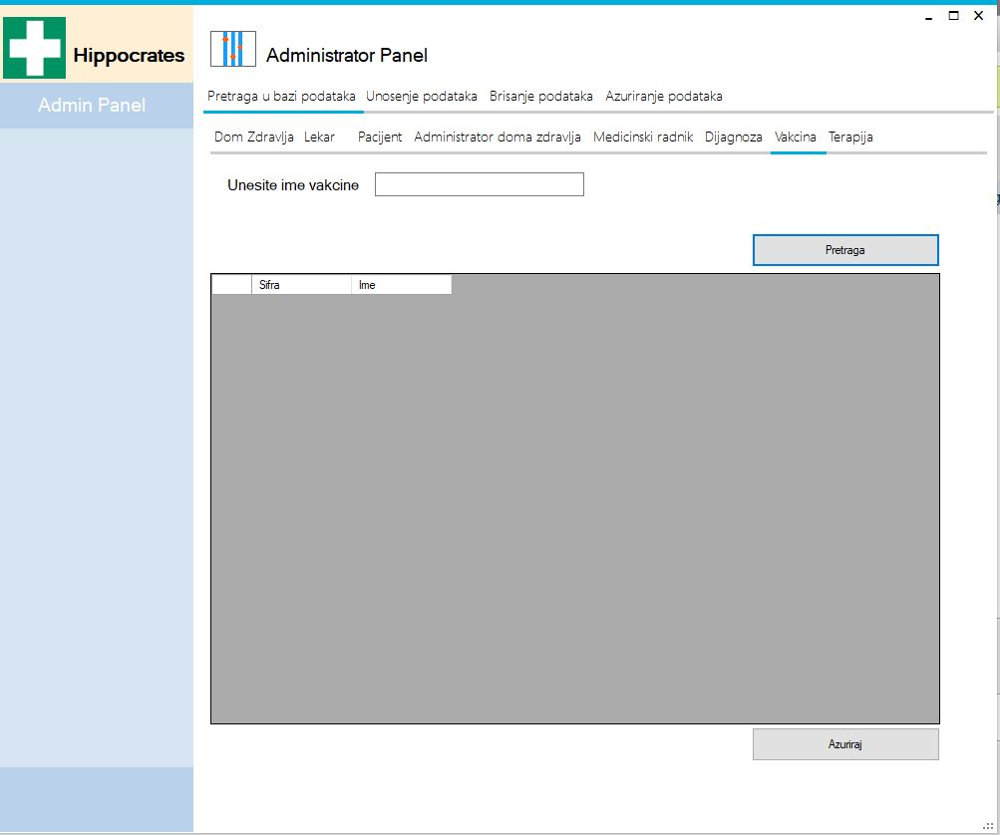 Hippocrates
Administrator Panel
Admin Panel
Pretraga u bazi podataka Unosenje podataka Brisanje podataka Azuriranje podataka
Dom Zdravlja Lekar Pacijent Administrator doma zdravlja Medicinski radnik Dijagnoza Vakcina Terapija
Unesite ime vakcine
Pretraga
Sifra Ime
Azuriraj